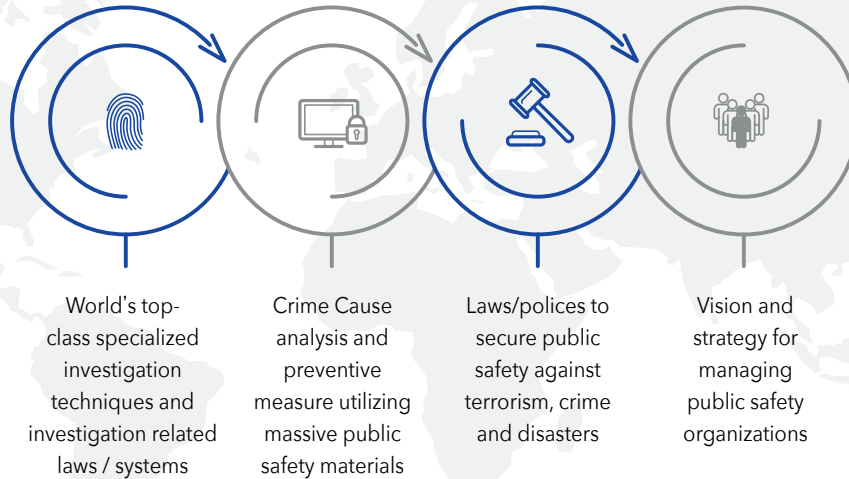 World's top-
class specialized
investigation
techniques and
investigation related
laws / systems
Crime Cause
analysis and
preventive
measure utilizing
massive public
safety materials
Laws/polices to
secure public
safety against
terrorism, crime
and disasters
Vision and
strategy for
managing
public safety
organizations